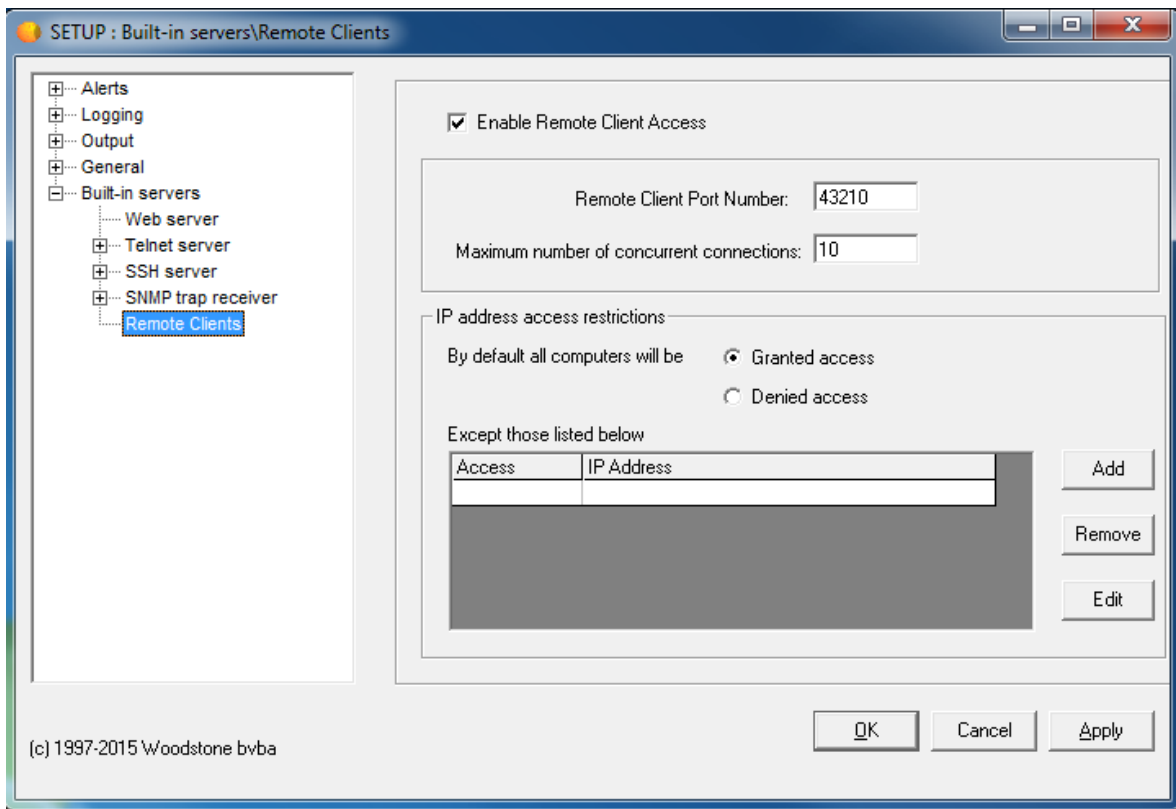 SETUP : Built-in servers\Remote Clients
Alerts
Logging
Output
General
Built-in servers
Web server
Telnet server
SSH server
SNMP trap receiver
Remote Clients
Enable Remote Client Access
Remote Client Port Number: 43210
Maximum number of concurrent connections: 10
IP address access restrictions
By default all computers will be Granted access
Denied access
Except those listed below
Access IP Address
Add
Remove
Edit
(c) 1997-2015 Woodstone bvba
OK Cancel Apply